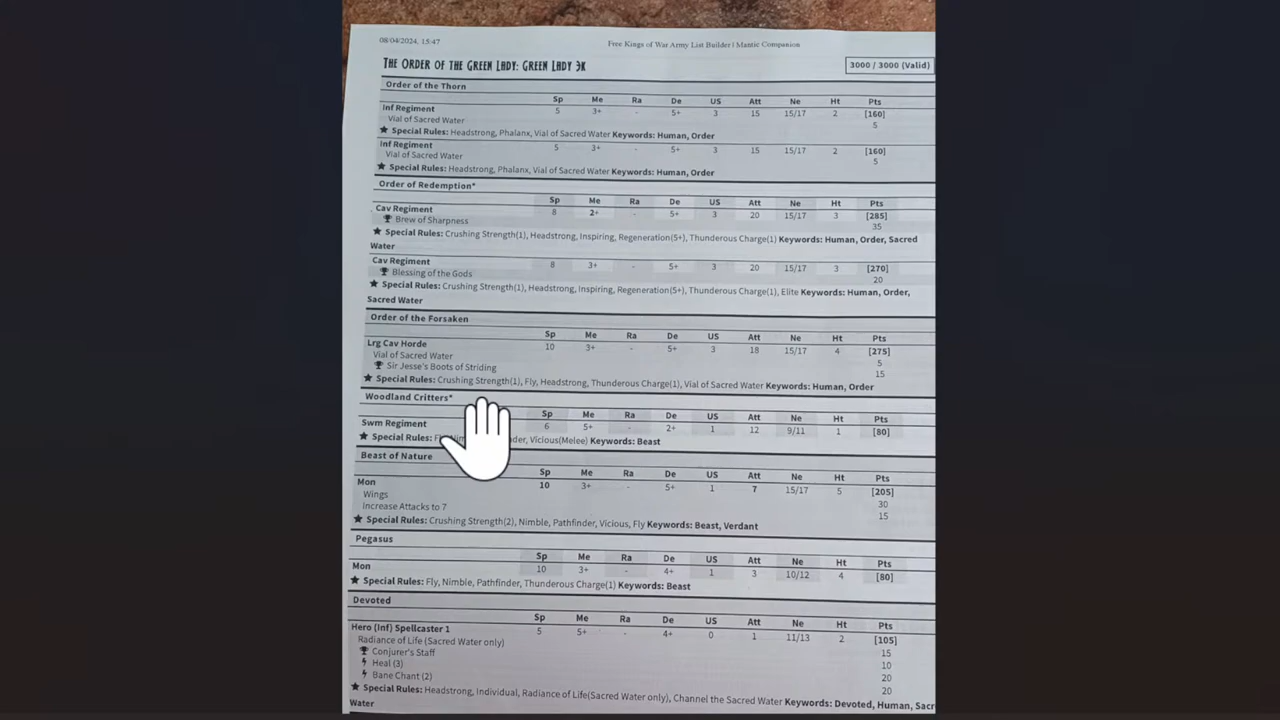 08/04/2024, 15:47
Free Kings of War Army List Builder | Mantic Companion
THE ORDER OF THE GREEN LADY: GREEN LADY 3K
3000 / 3000 (Valid)
Order of the Thorn
Sp Me Ra De US Att Ne Ht Pts
Inf Regiment 5 3+ - 5+ 3 15 15/17 2 [160]
Vial of Sacred Water 5
★ Special Rules: Headstrong, Phalanx, Vial of Sacred Water Keywords: Human, Order
Inf Regiment 5 3+ - 5+ 3 15 15/17 2 [160]
Vial of Sacred Water 5
★ Special Rules: Headstrong, Phalanx, Vial of Sacred Water Keywords: Human, Order
Order of Redemption*
Sp Me Ra De US Att Ne Ht Pts
Cav Regiment 8 2+ - 5+ 3 20 15/17 3 [285]
Brew of Sharpness 35
★ Special Rules: Crushing Strength(1), Headstrong, Inspiring, Regeneration(5+), Thunderous Charge(1) Keywords: Human, Order, Sacred
Water
Cav Regiment 8 3+ - 5+ 3 20 15/17 3 [270]
Blessing of the Gods 20
★ Special Rules: Crushing Strength(1), Headstrong, Inspiring, Regeneration(5+), Thunderous Charge(1), Elite Keywords: Human, Order,
Sacred Water
Order of the Forsaken
Sp Me Ra De US Att Ne Ht Pts
Lrg Cav Horde 10 3+ - 5+ 3 18 15/17 4 [275]
Vial of Sacred Water 5
Sir Jesse's Boots of Striding 15
★ Special Rules: Crushing Strength(1), Fly, Headstrong, Thunderous Charge(1), Vial of Sacred Water Keywords: Human, Order
Woodland Critters*
Sp Me Ra De US Att Ne Ht Pts
Swm Regiment 6 5+ - 2+ 1 12 9/11 1 [80]
★ Special Rules: Vicious(Melee) Keywords: Beast
Beast of Nature
Sp Me Ra De US Att Ne Ht Pts
Mon 10 3+ - 5+ 1 7 15/17 5 [205]
Wings 30
Increase Attacks to 7 15
★ Special Rules: Crushing Strength(2), Nimble, Pathfinder, Vicious, Fly Keywords: Beast, Verdant
Pegasus
Sp Me Ra De US Att Ne Ht Pts
Mon 10 3+ - 4+ 1 3 10/12 4 [80]
★ Special Rules: Fly, Nimble, Pathfinder, Thunderous Charge(1) Keywords: Beast
Devoted
Sp Me Ra De US Att Ne Ht Pts
Hero (Inf) Spellcaster 1 5 5+ - 4+ 0 1 11/13 2 [105]
Radiance of Life (Sacred Water only) 15
Conjurer's Staff 10
Heal (3) 20
Bane Chant (2) 20
★ Special Rules: Headstrong, Individual, Radiance of Life(Sacred Water only), Channel the Sacred Water Keywords: Devoted, Human, Sacr
Water